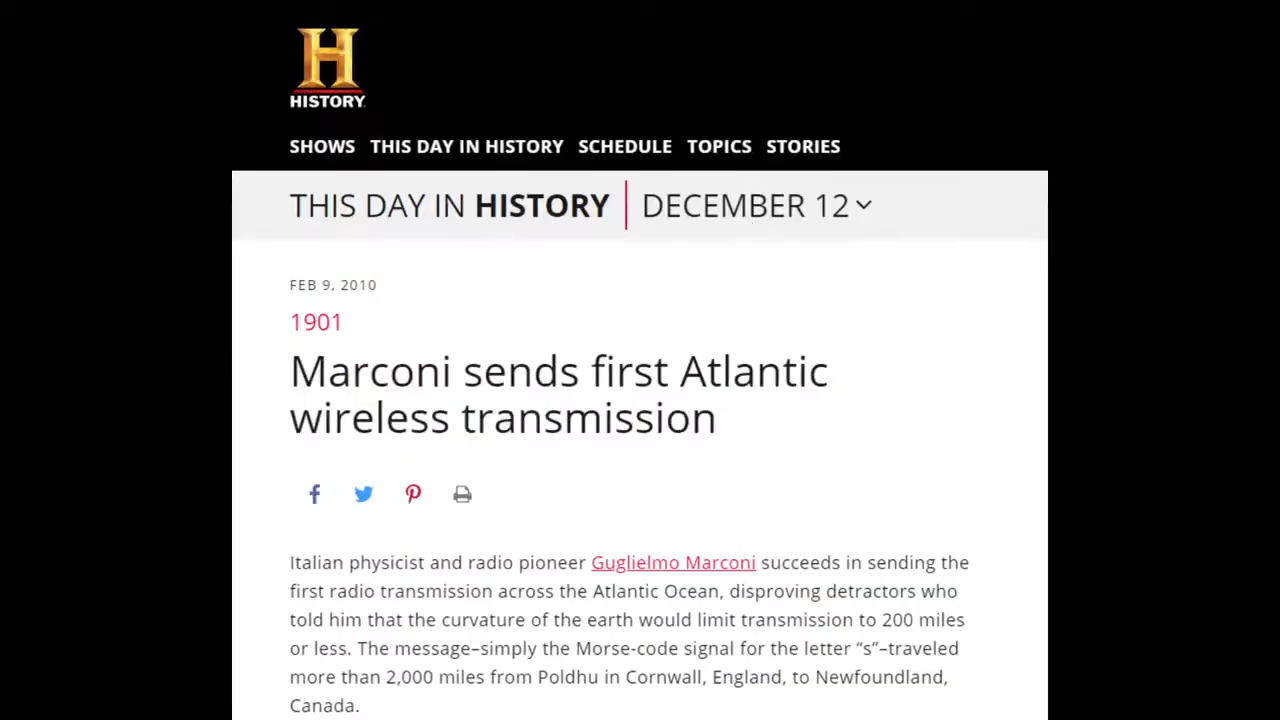 H
HISTORY
SHOWS THIS DAY IN HISTORY SCHEDULE TOPICS STORIES
THIS DAY IN HISTORY | DECEMBER 12
FEB 9, 2010
1901
Marconi sends first Atlantic
wireless transmission
Italian physicist and radio pioneer Guglielmo Marconi succeeds in sending the
first radio transmission across the Atlantic Ocean, disproving detractors who
told him that the curvature of the earth would limit transmission to 200 miles
or less. The message–simply the Morse-code signal for the letter “s”–traveled
more than 2,000 miles from Poldhu in Cornwall, England, to Newfoundland,
Canada.